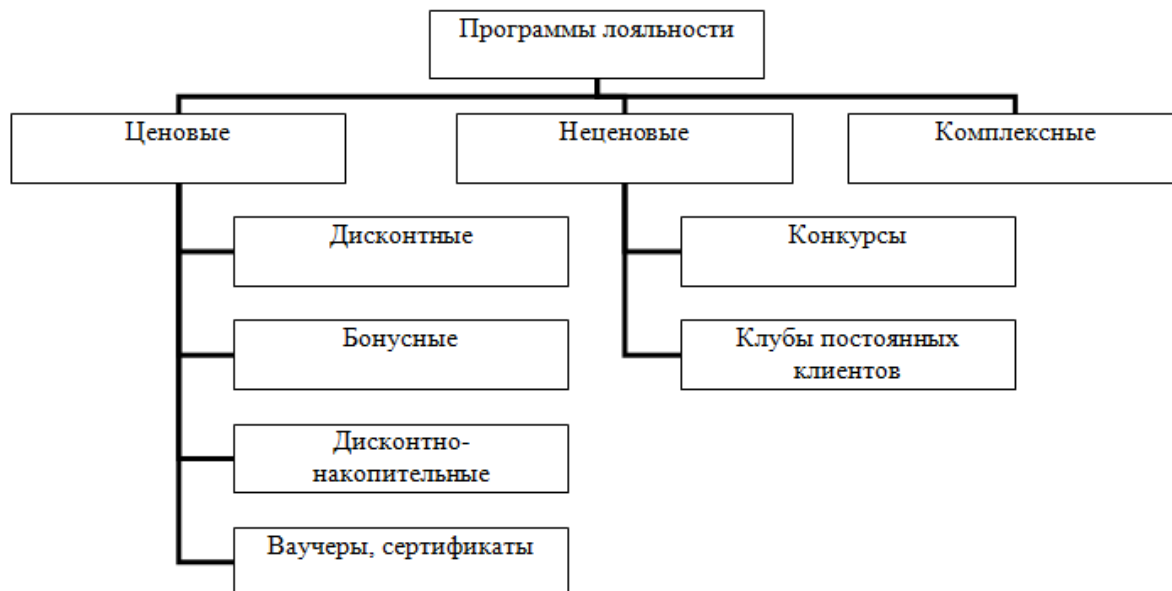 Программы лояльности
Ценовые
Неценовые
Комплексные
Дисконтные
Конкурсы
Бонусные
Клубы постоянных
клиентов
Дисконтно-
накопительные
Ваучеры, сертификаты